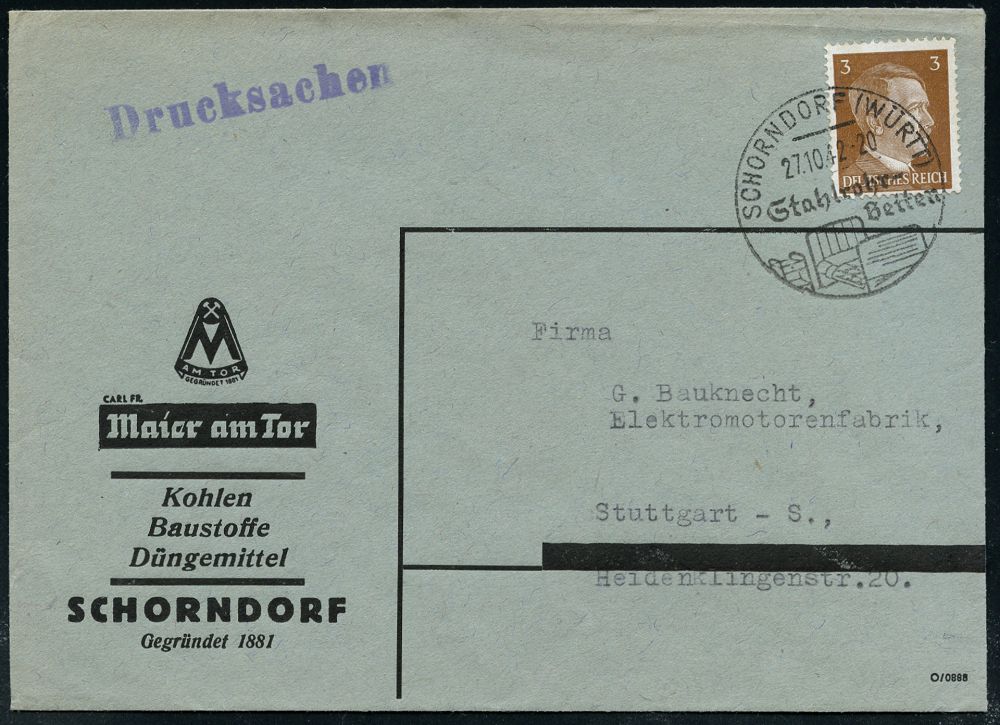 Drucksachen
3 3
DEUTSCHES REICH
SCHORNDORF (WÜRTT)
27.10.42.-20
Stahlrohr
Betten
M
AM TOR
GEGRÜNDET 1881
CARL FR.
Maier am Tor
Kohlen
Baustoffe
Düngemittel
SCHORNDORF
Gegründet 1881
Firma
G. Bauknecht,
Elektromotorenfabrik,
Stuttgart - S.,
Heidenklingenstr.20.
O/0888